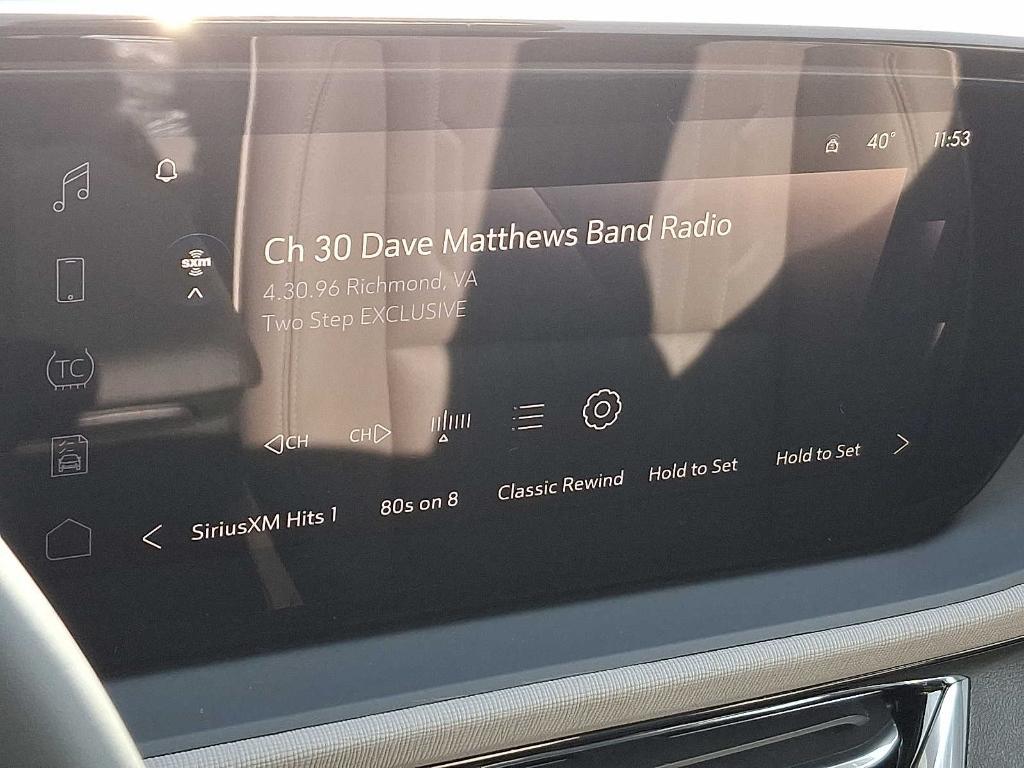 40° 11:53
sxm
Ch 30 Dave Matthews Band Radio
4.30.96 Richmond, VA
Two Step EXCLUSIVE
TC
CH CH
SiriusXM Hits 1 80s on 8 Classic Rewind Hold to Set Hold to Set